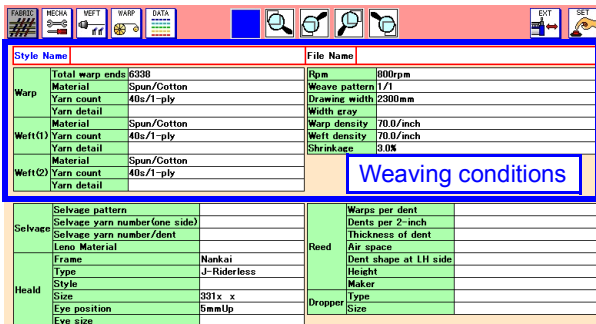 FABRIC MECHA WEFT WARP DATA EXT SET
Style Name File Name
Warp Total warp ends 6338
Material Spun/Cotton
Yarn count 40s/1-ply
Yarn detail
Weft(1) Material Spun/Cotton
Yarn count 40s/1-ply
Yarn detail
Weft(2) Material Spun/Cotton
Yarn count 40s/1-ply
Yarn detail
Rpm 800rpm
Weave pattern 1/1
Drawing width 2300mm
Width gray
Warp density 70.0/inch
Weft density 70.0/inch
Shrinkage 3.0%
Weaving conditions
Selvage Selvage pattern
Selvage yarn number(one side)
Selvage yarn number/dent
Leno Material
Heald Frame Nankai
Type J-Riderless
Style
Size 331x x
Eye position 5mmUp
Eye size
Reed Warps per dent
Dents per 2-inch
Thickness of dent
Air space
Dent shape at LH side
Height
Maker
Dropper Type
Size